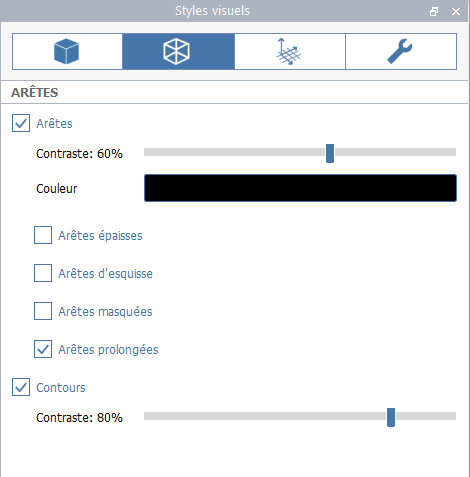 Styles visuels
ARÊTES
Arêtes
Contraste: 60%
Couleur
Arêtes épaisses
Arêtes d'esquisse
Arêtes masquées
Arêtes prolongées
Contours
Contraste: 80%